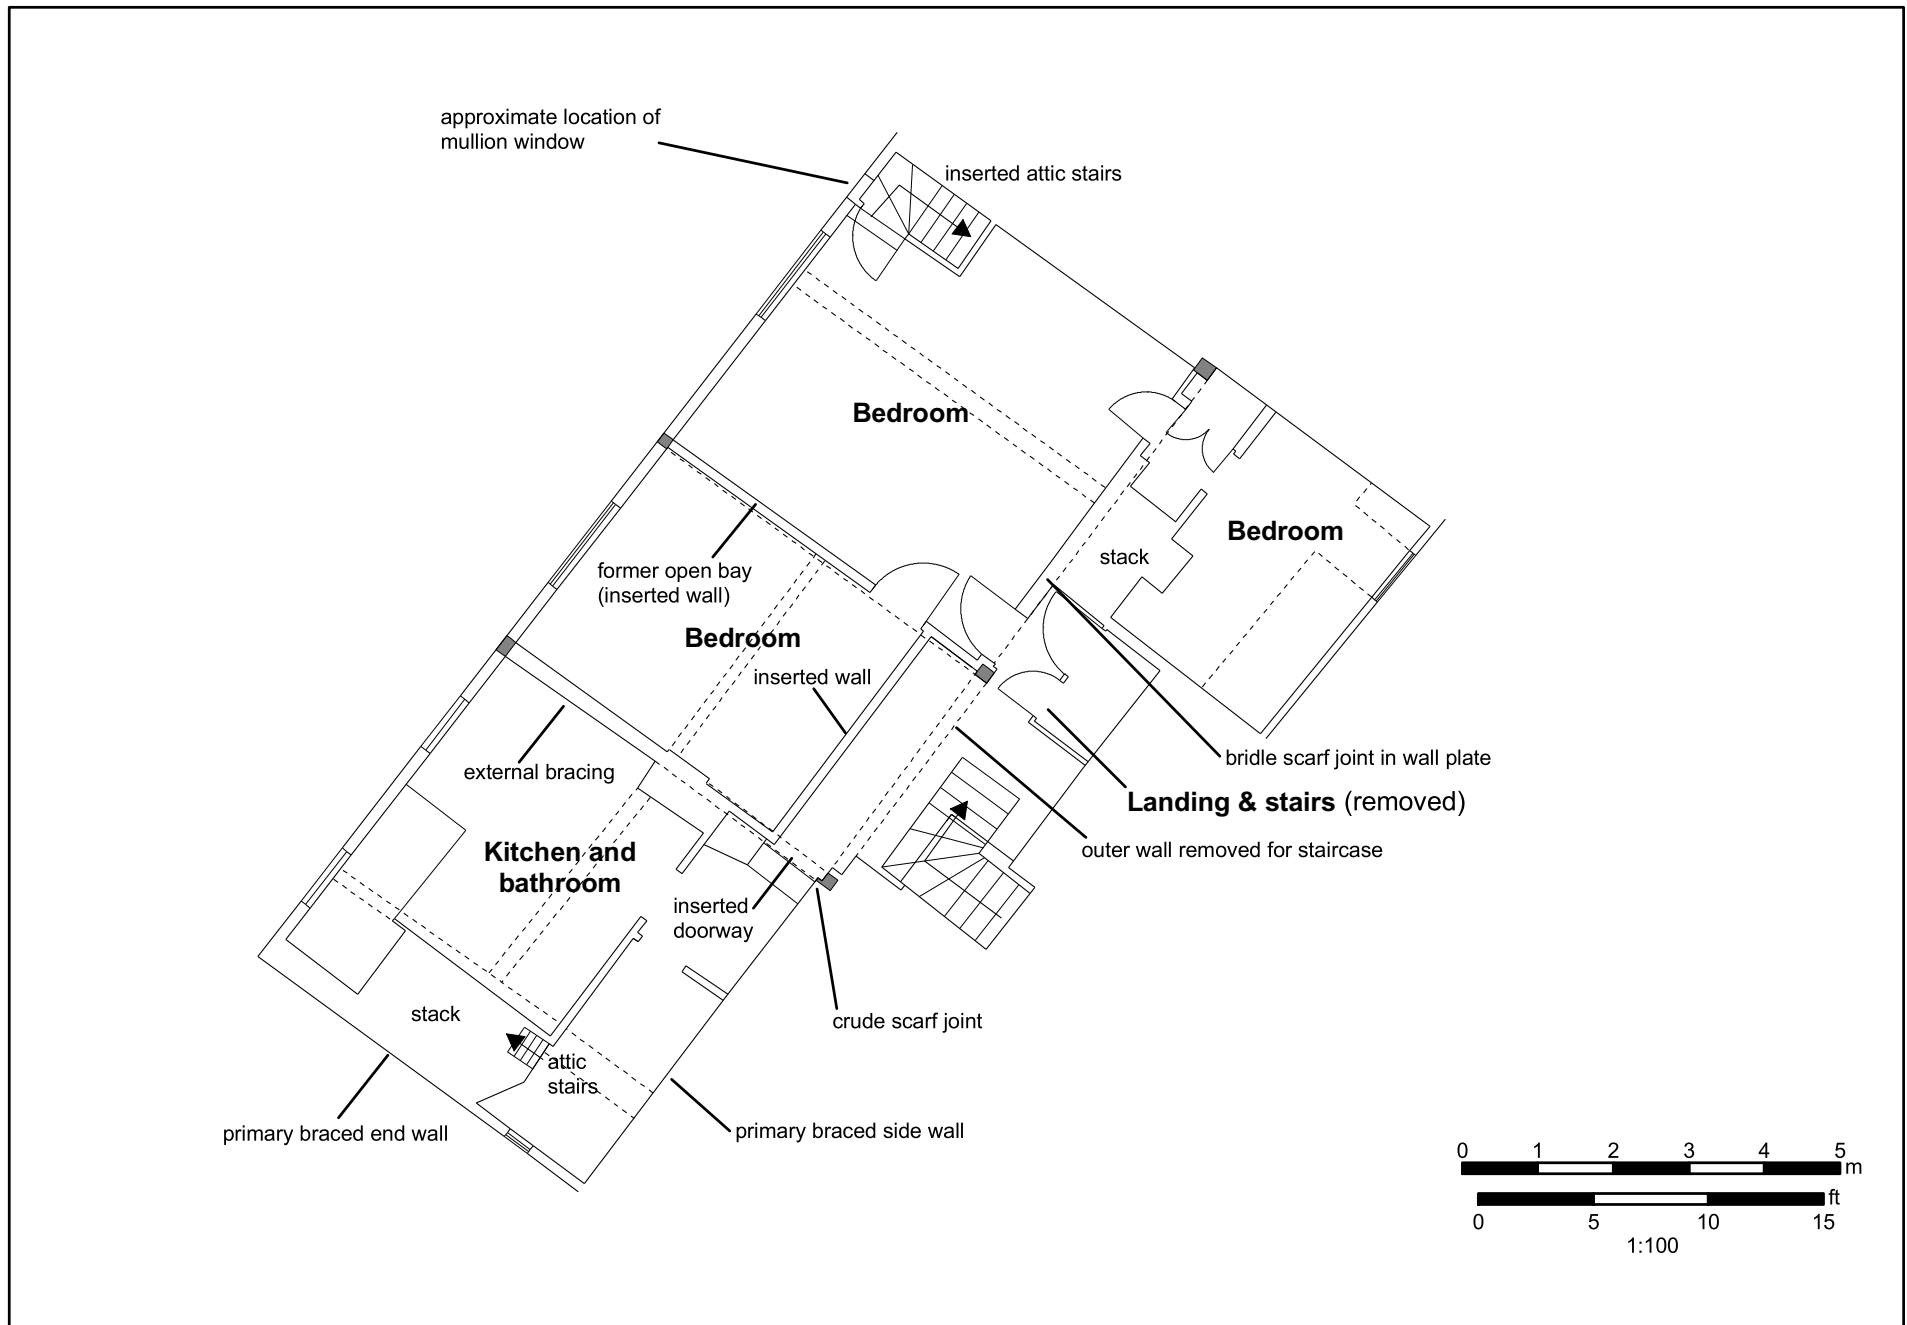 approximate location of
mullion window
inserted attic stairs
Bedroom
Bedroom
stack
former open bay
(inserted wall)
Bedroom
inserted wall
external bracing
bridle scarf joint in wall plate
Landing & stairs (removed)
outer wall removed for staircase
Kitchen and
bathroom
inserted
doorway
stack
crude scarf joint
attic
stairs
primary braced end wall
primary braced side wall
0 1 2 3 4 5
m
ft
0 5 10 15
1:100